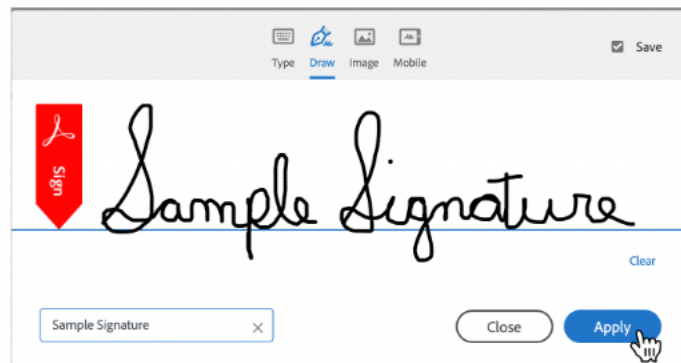 Type Draw Image Mobile Save
Sign
Sample Signature
Clear
Sample Signature Close Apply